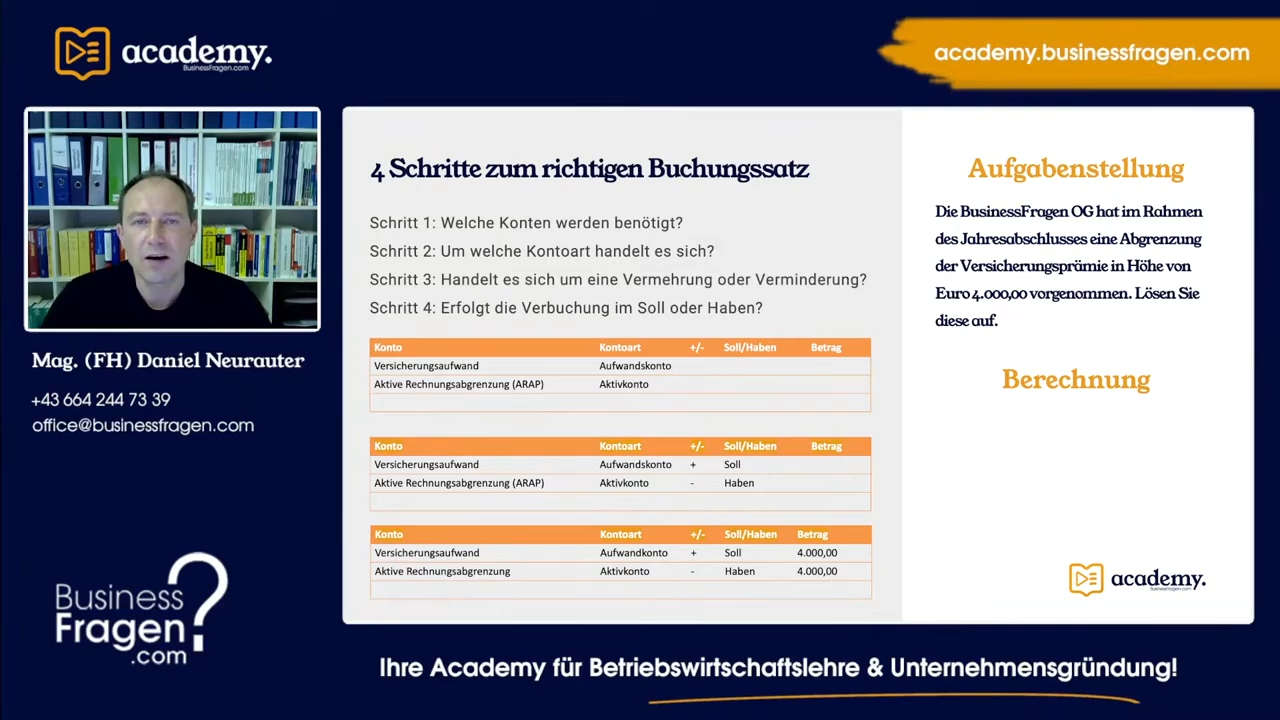 academy.
BusinessFragen.com
academy.businessfragen.com
Mag. (FH) Daniel Neurauter
+43 664 244 73 39
office@businessfragen.com
Business
Fragen?
.com
4 Schritte zum richtigen Buchungssatz
Schritt 1: Welche Konten werden benötigt?
Schritt 2: Um welche Kontoart handelt es sich?
Schritt 3: Handelt es sich um eine Vermehrung oder Verminderung?
Schritt 4: Erfolgt die Verbuchung im Soll oder Haben?
Konto Kontoart +/- Soll/Haben Betrag
Versicherungsaufwand Aufwandskonto
Aktive Rechnungsabgrenzung (ARAP) Aktivkonto
Konto Kontoart +/- Soll/Haben Betrag
Versicherungsaufwand Aufwandskonto + Soll
Aktive Rechnungsabgrenzung (ARAP) Aktivkonto - Haben
Konto Kontoart +/- Soll/Haben Betrag
Versicherungsaufwand Aufwandkonto + Soll 4.000,00
Aktive Rechnungsabgrenzung Aktivkonto - Haben 4.000,00
Aufgabenstellung
Die BusinessFragen OG hat im Rahmen
des Jahresabschlusses eine Abgrenzung
der Versicherungsprämie in Höhe von
Euro 4.000,00 vorgenommen. Lösen Sie
diese auf.
Berechnung
academy.
BusinessFragen.com
Ihre Academy für Betriebswirtschaftslehre & Unternehmensgründung!